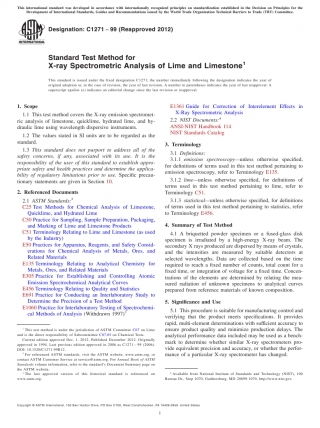 This international standard was developed in accordance with internationally recognized principles on standardization established in the Decision on Principles for the
Development of International Standards, Guides and Recommendations issued by the World Trade Organization Technical Barriers to Trade (TBT) Committee.
Designation: C1271 − 99 (Reapproved 2012)
INTERNATIONAL
Standard Test Method for
X-ray Spectrometric Analysis of Lime and Limestone1
This standard is issued under the fixed designation C1271; the number immediately following the designation indicates the year of
original adoption or, in the case of revision, the year of last revision. A number in parentheses indicates the year of last reapproval. A
superscript epsilon (´) indicates an editorial change since the last revision or reapproval.
1. Scope
1.1 This test method covers the X-ray emission spectrometric analysis of limestone, quicklime, hydrated lime, and hydraulic lime using wavelength dispersive instruments.
1.2 The values stated in SI units are to be regarded as the
standard.
1.3 This standard does not purport to address all of the
safety concerns, if any, associated with its use. It is the
responsibility of the user of this standard to establish appropriate safety and health practices and determine the applicability of regulatory limitations prior to use. Specific precautionary statements are given in Section 10.
2. Referenced Documents
2.1 ASTM Standards:2
C25 Test Methods for Chemical Analysis of Limestone,
Quicklime, and Hydrated Lime
C50 Practice for Sampling, Sample Preparation, Packaging,
and Marking of Lime and Limestone Products
C51 Terminology Relating to Lime and Limestone (as used
by the Industry)
E50 Practices for Apparatus, Reagents, and Safety Considerations for Chemical Analysis of Metals, Ores, and
Related Materials
E135 Terminology Relating to Analytical Chemistry for
Metals, Ores, and Related Materials
E305 Practice for Establishing and Controlling Atomic
Emission Spectrochemical Analytical Curves
E456 Terminology Relating to Quality and Statistics
E691 Practice for Conducting an Interlaboratory Study to
Determine the Precision of a Test Method
E1060 Practice for Interlaboratory Testing of Spectrochemical Methods of Analysis (Withdrawn 1997)3
1 This test method is under the jurisdiction of ASTM Committee C07 on Lime
and is the direct responsibility of Subcommittee C07.05 on Chemical Tests.
Current edition approved Dec. 1, 2012. Published December 2012. Originally
approved in 1994. Last previous edition approved in 2006 as C1271 – 99 (2006).
DOI: 10.1520/C1271-99R12.
2 For referenced ASTM standards, visit the ASTM website, www.astm.org, or
contact ASTM Customer Service at service@astm.org. For Annual Book of ASTM
Standards volume information, refer to the standard's Document Summary page on
the ASTM website.
3 The last approved version of this historical standard is referenced on
www.astm.org.
E1361 Guide for Correction of Interelement Effects in
X-Ray Spectrometric Analysis
2.2 NIST Documents:4
ANSI-NIST Handbook 114
NIST Standards Catalog
3. Terminology
3.1 Definitions:
3.1.1 emission spectroscopy—unless otherwise specified,
for definitions of terms used in this test method pertaining to
emission spectroscopy, refer to Terminology E135.
3.1.2 lime—unless otherwise specified, for definitions of
terms used in this test method pertaining to lime, refer to
Terminology C51.
3.1.3 statistical—unless otherwise specified, for definitions
of terms used in this test method pertaining to statistics, refer
to Terminology E456.
4. Summary of Test Method
4.1 A briquetted powder specimen or a fused-glass disk
specimen is irradiated by a high-energy X-ray beam. The
secondary X rays produced are dispersed by means of crystals,
and the intensities are measured by suitable detectors at
selected wavelengths. Data are collected based on the time
required to reach a fixed number of counts, total count for a
fixed time, or integration of voltage for a fixed time. Concentrations of the elements are determined by relating the measured radiation of unknown specimens to analytical curves
prepared from reference materials of known composition.
5. Significance and Use
5.1 This procedure is suitable for manufacturing control and
verifying that the product meets specifications. It provides
rapid, multi-element determinations with sufficient accuracy to
ensure product quality and minimize production delays. The
analytical performance data included may be used as a benchmark to determine whether similar X-ray spectrometers provide equivalent precision and accuracy, or whether the performance of a particular X-ray spectrometer has changed.
4 Available from National Institute of Standards and Technology (NIST), 100
Bureau Dr., Stop 1070, Gaithersburg, MD 20899-1070, http://www.nist.gov.
Copyright © ASTM International, 100 Barr Harbor Drive, PO Box C700, West Conshohocken, PA 19428-2959. United States
1